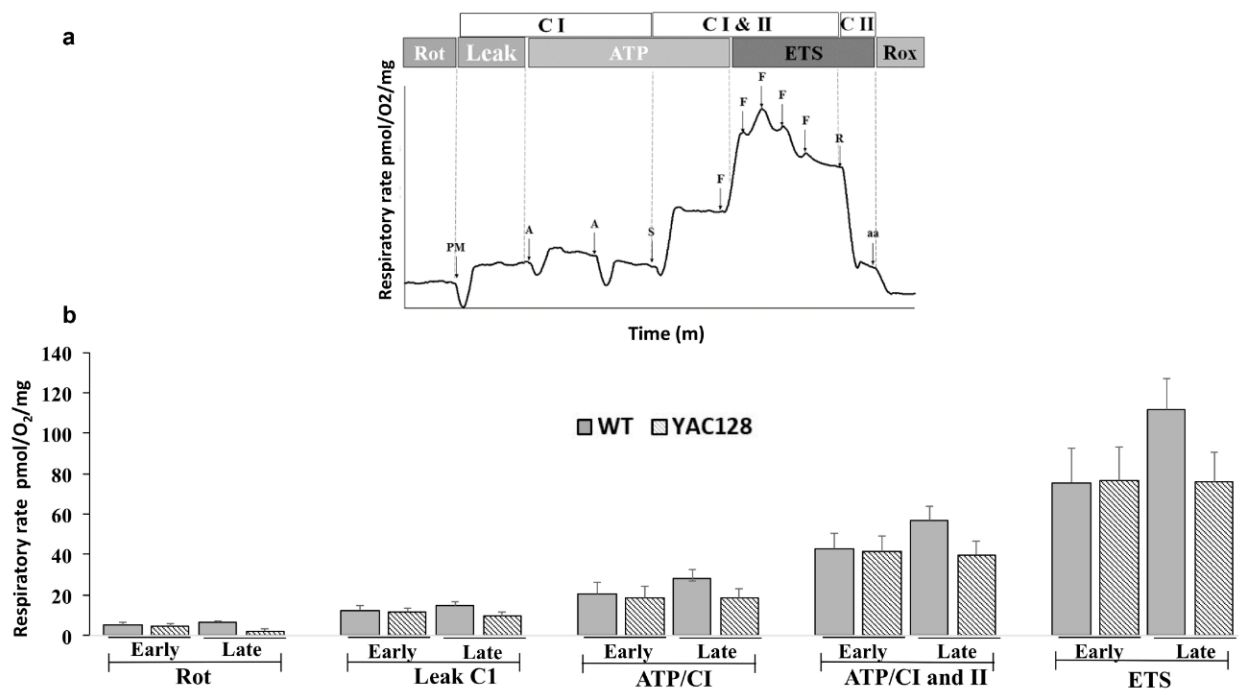 a
C I
C I & II
C II
Rot
Leak
ATP
ETS
Rox
Respiratory rate pmol/O2/mg
PM
A
A
S
F
F
F
F
F
R
aa
Time (m)
b
Respiratory rate pmol/O₂/mg
140
120
100
80
60
40
20
0
WT
YAC128
Early
Late
Early
Late
Early
Late
Early
Late
Early
Late
Rot
Leak C1
ATP/CI
ATP/CI and II
ETS